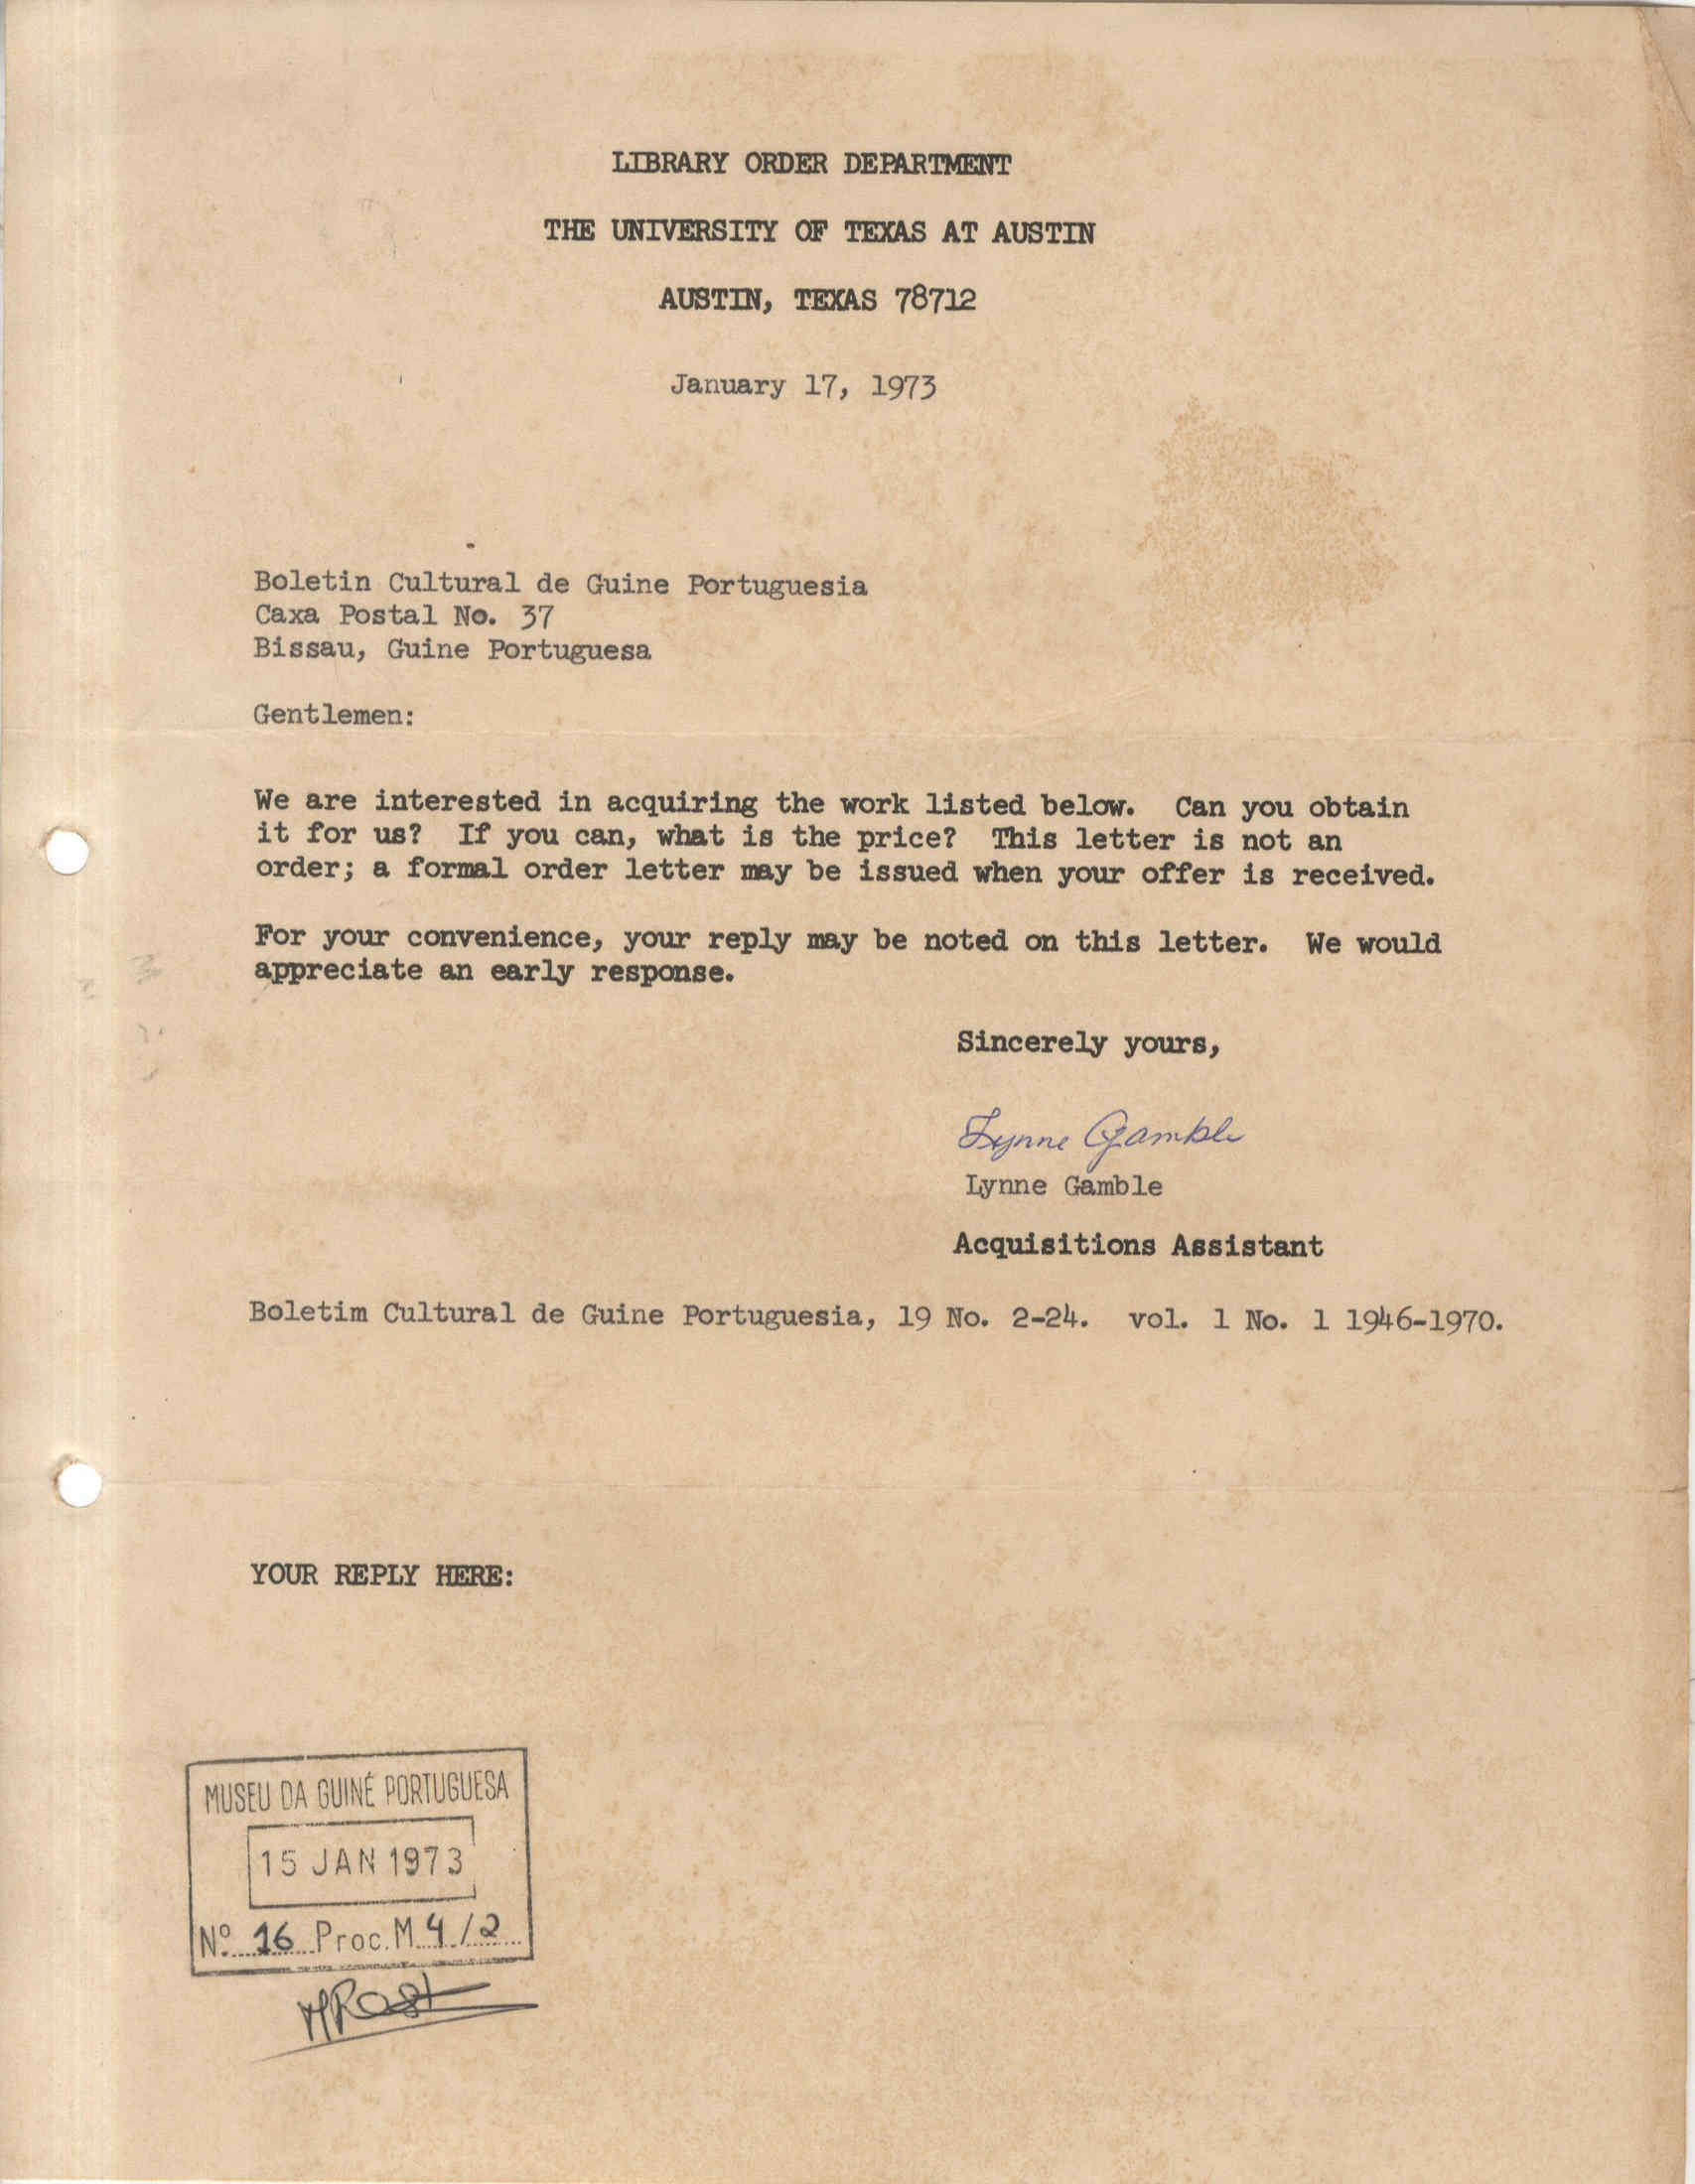 LIBRARY ORDER DEPARTMENT
THE UNIVERSITY OF TEXAS AT AUSTIN
AUSTIN, TEXAS 78712
January 17, 1973
Boletin Cultural de Guine Portuguesia
Caxa Postal No. 37
Bissau, Guine Portuguesa
Gentlemen:
We are interested in acquiring the work listed below. Can you obtain
it for us? If you can, what is the price? This letter is not an
order; a formal order letter may be issued when your offer is received.
For your convenience, your reply may be noted on this letter. We would
appreciate an early response.
Sincerely yours,
Lynne Gamble
Lynne Gamble
Acquisitions Assistant
Boletim Cultural de Guine Portuguesia, 19 No. 2-24. vol. 1 No. 1 1946-1970.
YOUR REPLY HERE:
MUSEU DA GUINÉ PORTUGUESA
15 JAN 1973
Nº 16 Proc. M 4/2